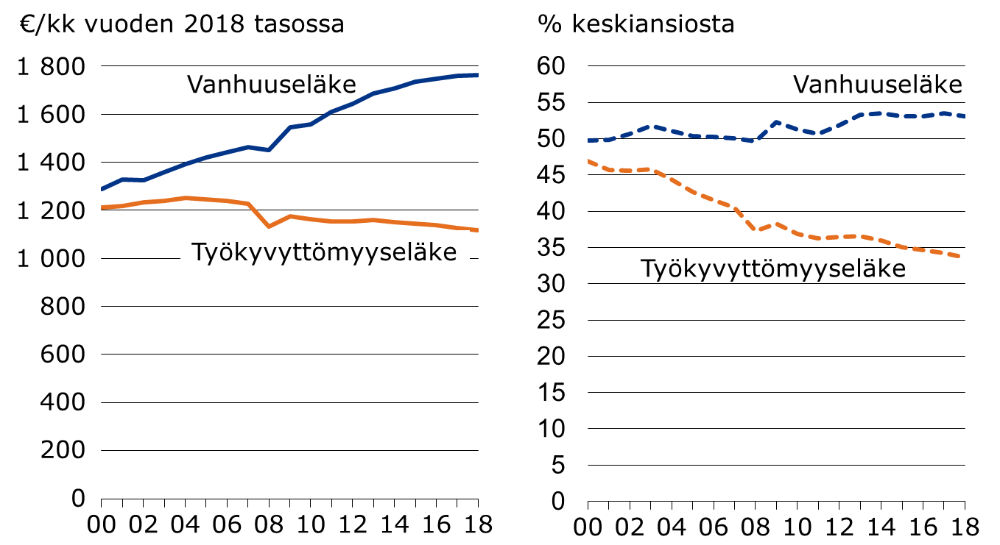 €/kk vuoden 2018 tasossa
1 800
1 600
1 400
1 200
1 000
800
600
400
200
0
Vanhuuseläke
Työkyvyttömyyseläke
00 02 04 06 08 10 12 14 16 18
% keskiansiosta
60
55
50
45
40
35
30
25
20
15
10
5
0
Vanhuuseläke
Työkyvyttömyyseläke
00 02 04 06 08 10 12 14 16 18